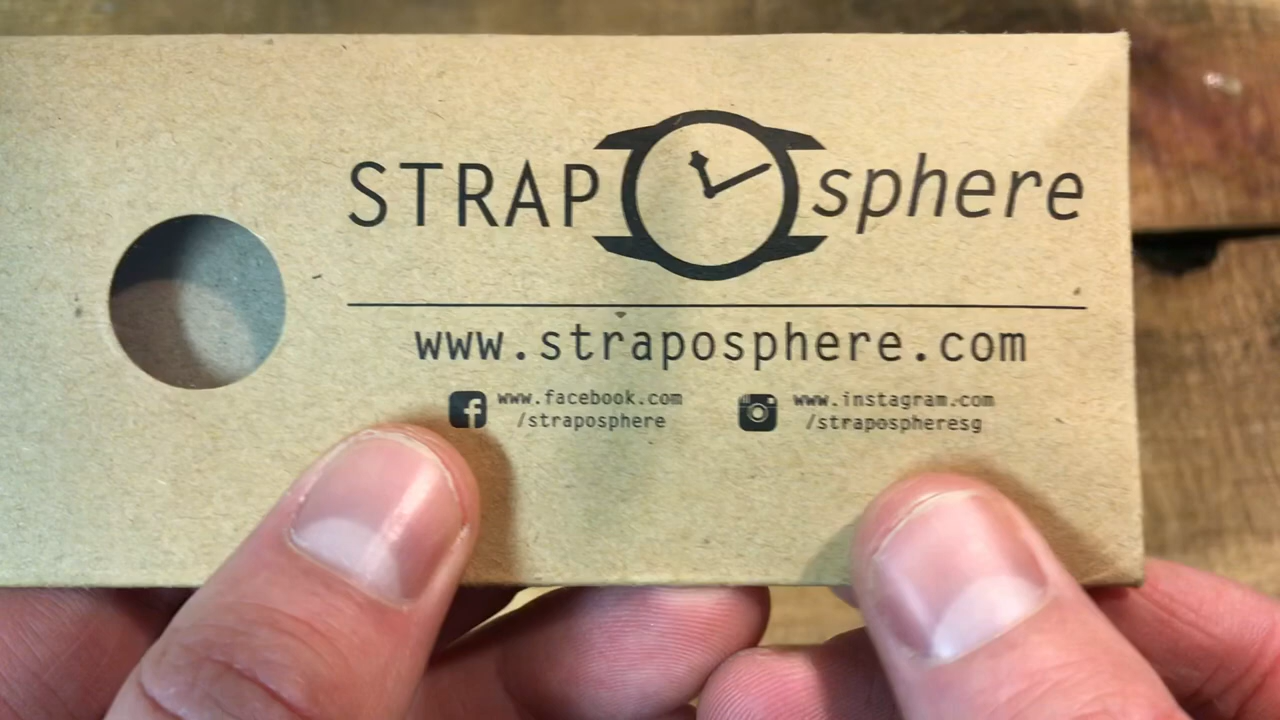 STRAP sphere
www.straposphere.com
www.facebook.com
/straposphere
www.instagram.com
/strapospheresg